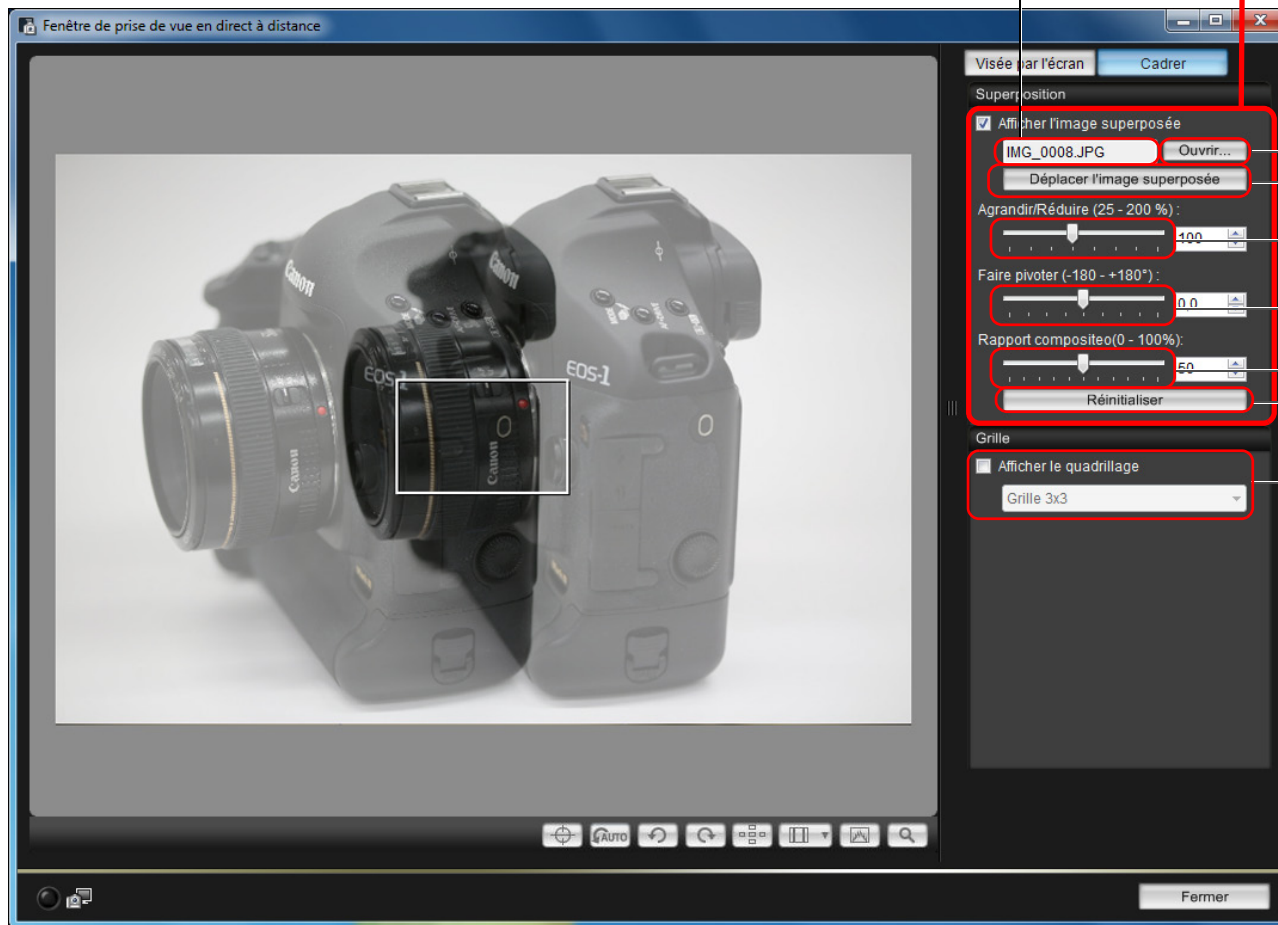 Fenêtre de prise de vue en direct à distance
Visée par l'écran
Cadrer
Superposition
Afficher l'image superposée
IMG_0008.JPG
Ouvrir...
Déplacer l'image superposée
Agrandir/Réduire (25 - 200 %) :
100
Faire pivoter (-180 - +180°) :
0,0
Rapport compositeo(0 - 100%):
50
Réinitialiser
Grille
Afficher le quadrillage
Grille 3x3
Canon
Canon
EOS-1
EOS-1
Canon
Canon
AUTO
Fermer